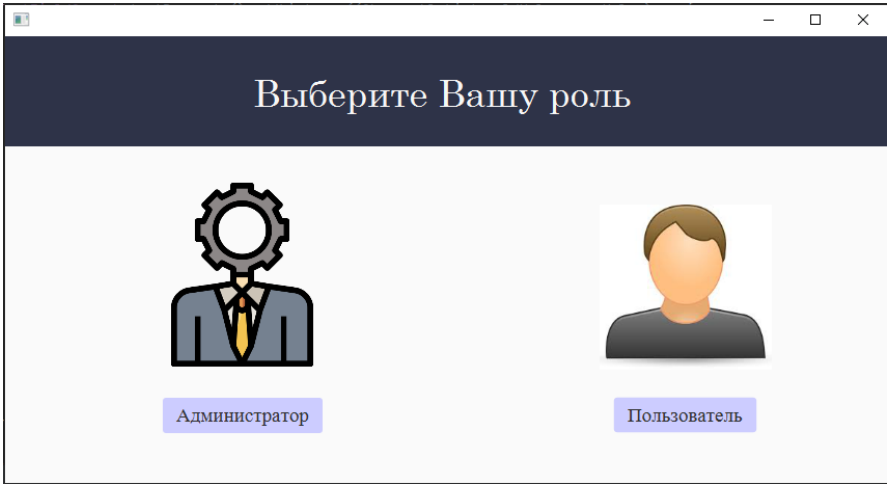 Выберите Вашу роль
Администратор
Пользователь